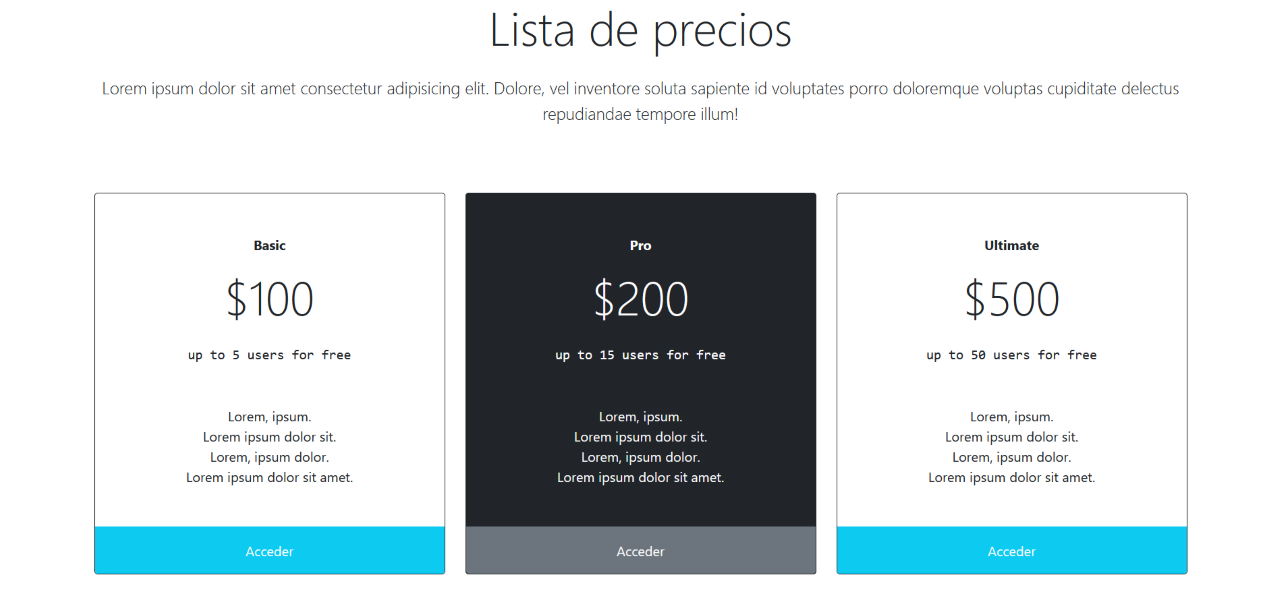 Lista de precios
Lorem ipsum dolor sit amet consectetur adipisicing elit. Dolore, vel inventore soluta sapiente id voluptates porro doloremque voluptas cupiditate delectus
repudiandae tempore illum!
Basic
$100
up to 5 users for free
Lorem, ipsum.
Lorem ipsum dolor sit.
Lorem, ipsum dolor.
Lorem ipsum dolor sit amet.
Acceder
Pro
$200
up to 15 users for free
Lorem, ipsum.
Lorem ipsum dolor sit.
Lorem, ipsum dolor.
Lorem ipsum dolor sit amet.
Acceder
Ultimate
$500
up to 50 users for free
Lorem, ipsum.
Lorem ipsum dolor sit.
Lorem, ipsum dolor.
Lorem ipsum dolor sit amet.
Acceder